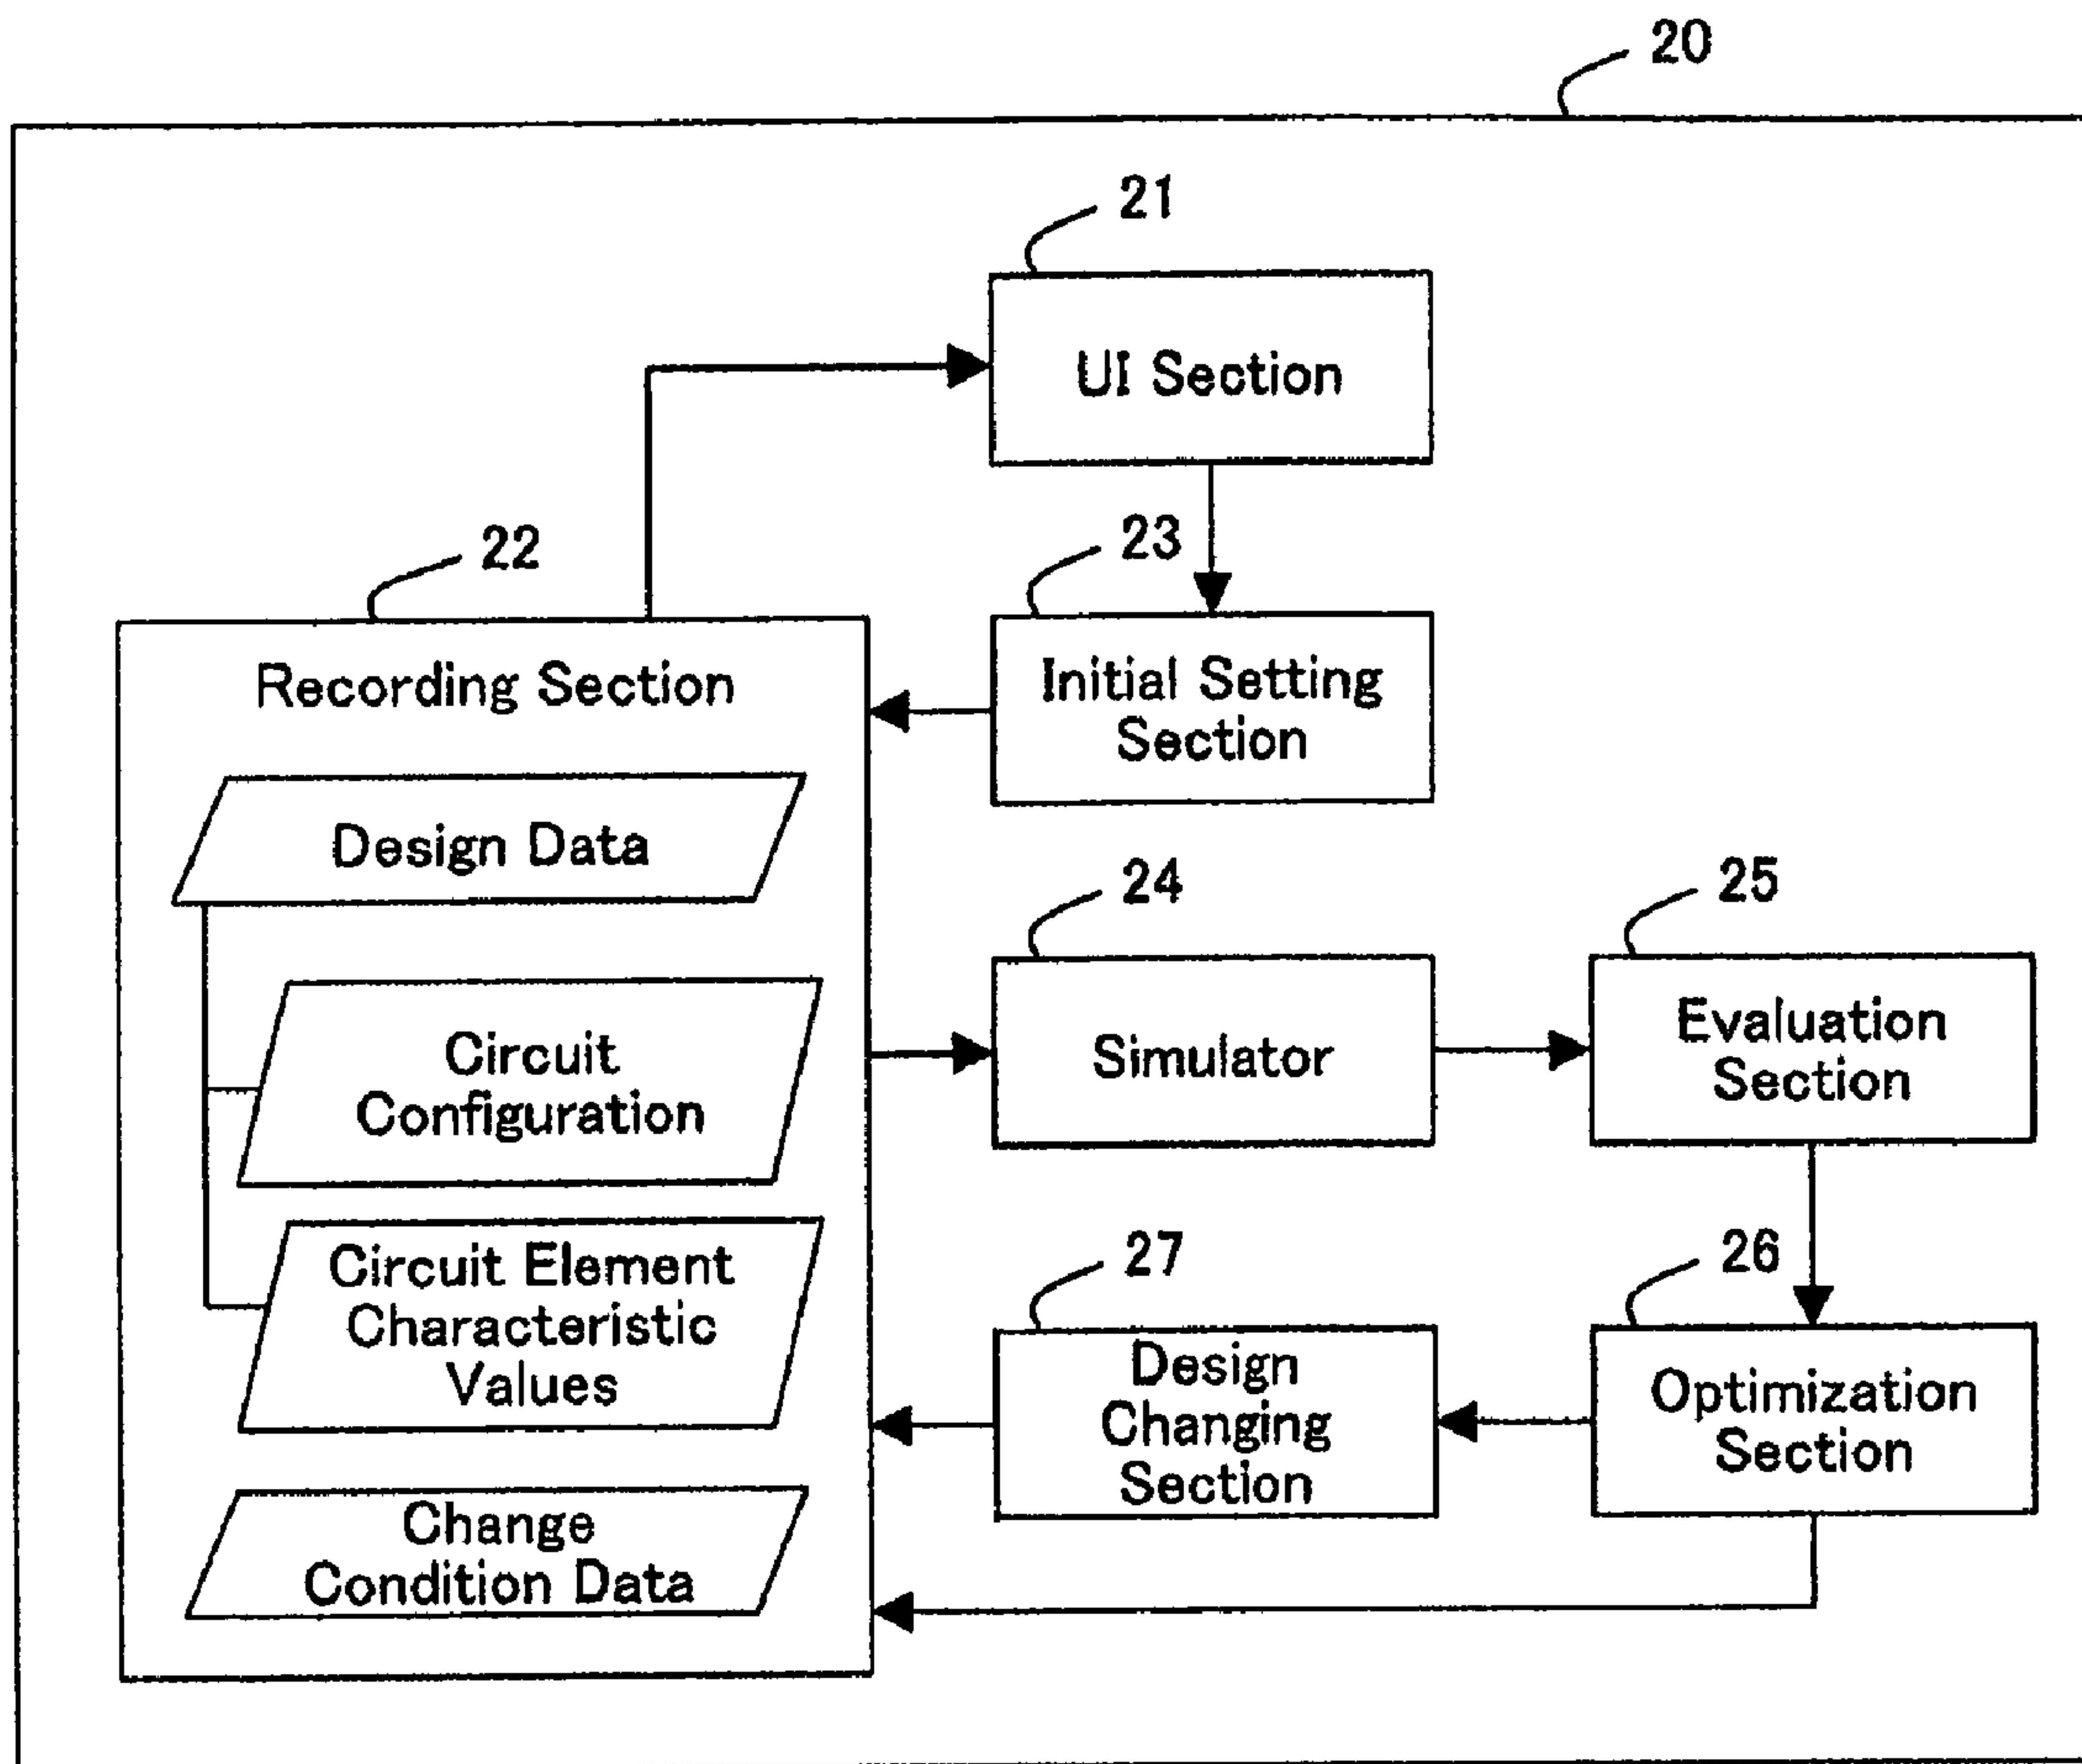 20
21
UI Section
22
23
Recording Section
Initial Setting
Section
Design Data
24
25
Circuit
Configuration
Simulator
Evaluation
Section
Circuit Element
Characteristic
Values
27
26
Design
Changing
Section
Optimization
Section
Change
Condition Data